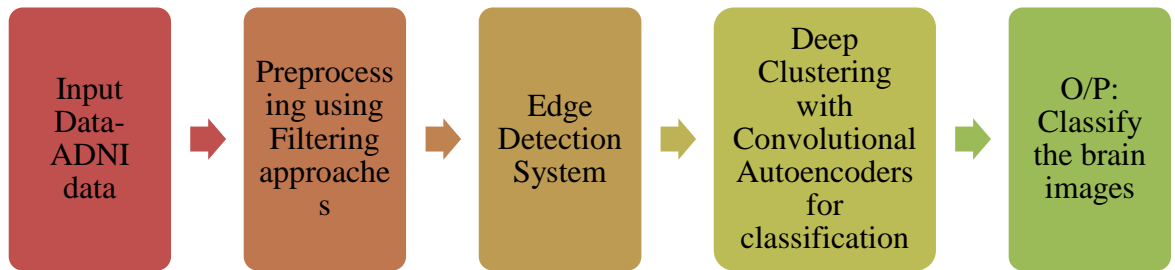 Input
Data-
ADNI
data
Preprocess
ing using
Filtering
approache
s
Edge
Detection
System
Deep
Clustering
with
Convolutional
Autoencoders
for
classification
O/P:
Classify
the brain
images